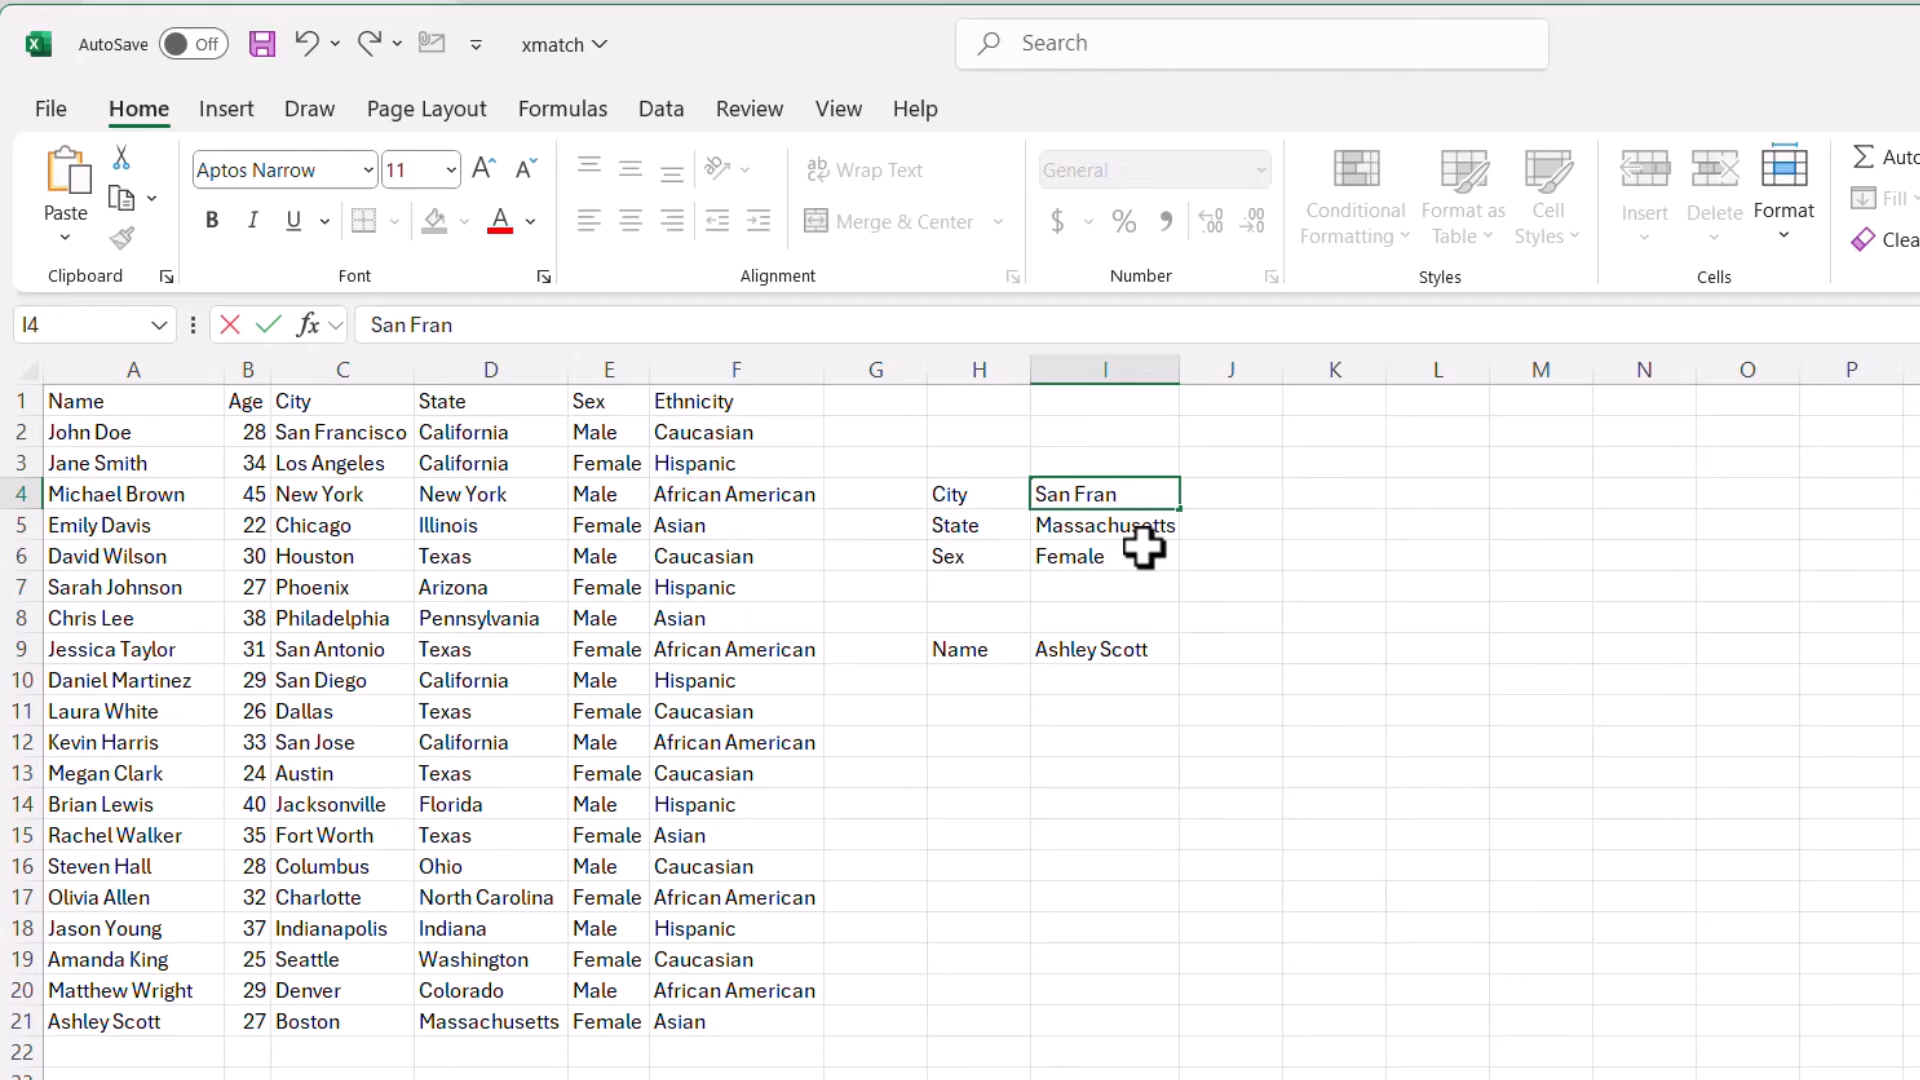 AutoSave Off xmatch Search
File Home Insert Draw Page Layout Formulas Data Review View Help
Paste
Clipboard
Aptos Narrow 11
B I U A
Font
Wrap Text
Merge & Center
Alignment
General
$ % ,
Number
Conditional Formatting
Format as Table
Cell Styles
Styles
Insert Delete Format
Cells
Fill
I4 fx San Fran
A B C D E F G H I J K L M N O P
1 Name Age City State Sex Ethnicity
2 John Doe 28 San Francisco California Male Caucasian
3 Jane Smith 34 Los Angeles California Female Hispanic
4 Michael Brown 45 New York New York Male African American City San Fran
5 Emily Davis 22 Chicago Illinois Female Asian State Massachusetts
6 David Wilson 30 Houston Texas Male Caucasian Sex Female
7 Sarah Johnson 27 Phoenix Arizona Female Hispanic
8 Chris Lee 38 Philadelphia Pennsylvania Male Asian
9 Jessica Taylor 31 San Antonio Texas Female African American Name Ashley Scott
10 Daniel Martinez 29 San Diego California Male Hispanic
11 Laura White 26 Dallas Texas Female Caucasian
12 Kevin Harris 33 San Jose California Male African American
13 Megan Clark 24 Austin Texas Female Caucasian
14 Brian Lewis 40 Jacksonville Florida Male Hispanic
15 Rachel Walker 35 Fort Worth Texas Female Asian
16 Steven Hall 28 Columbus Ohio Male Caucasian
17 Olivia Allen 32 Charlotte North Carolina Female African American
18 Jason Young 37 Indianapolis Indiana Male Hispanic
19 Amanda King 25 Seattle Washington Female Caucasian
20 Matthew Wright 29 Denver Colorado Male African American
21 Ashley Scott 27 Boston Massachusetts Female Asian
22